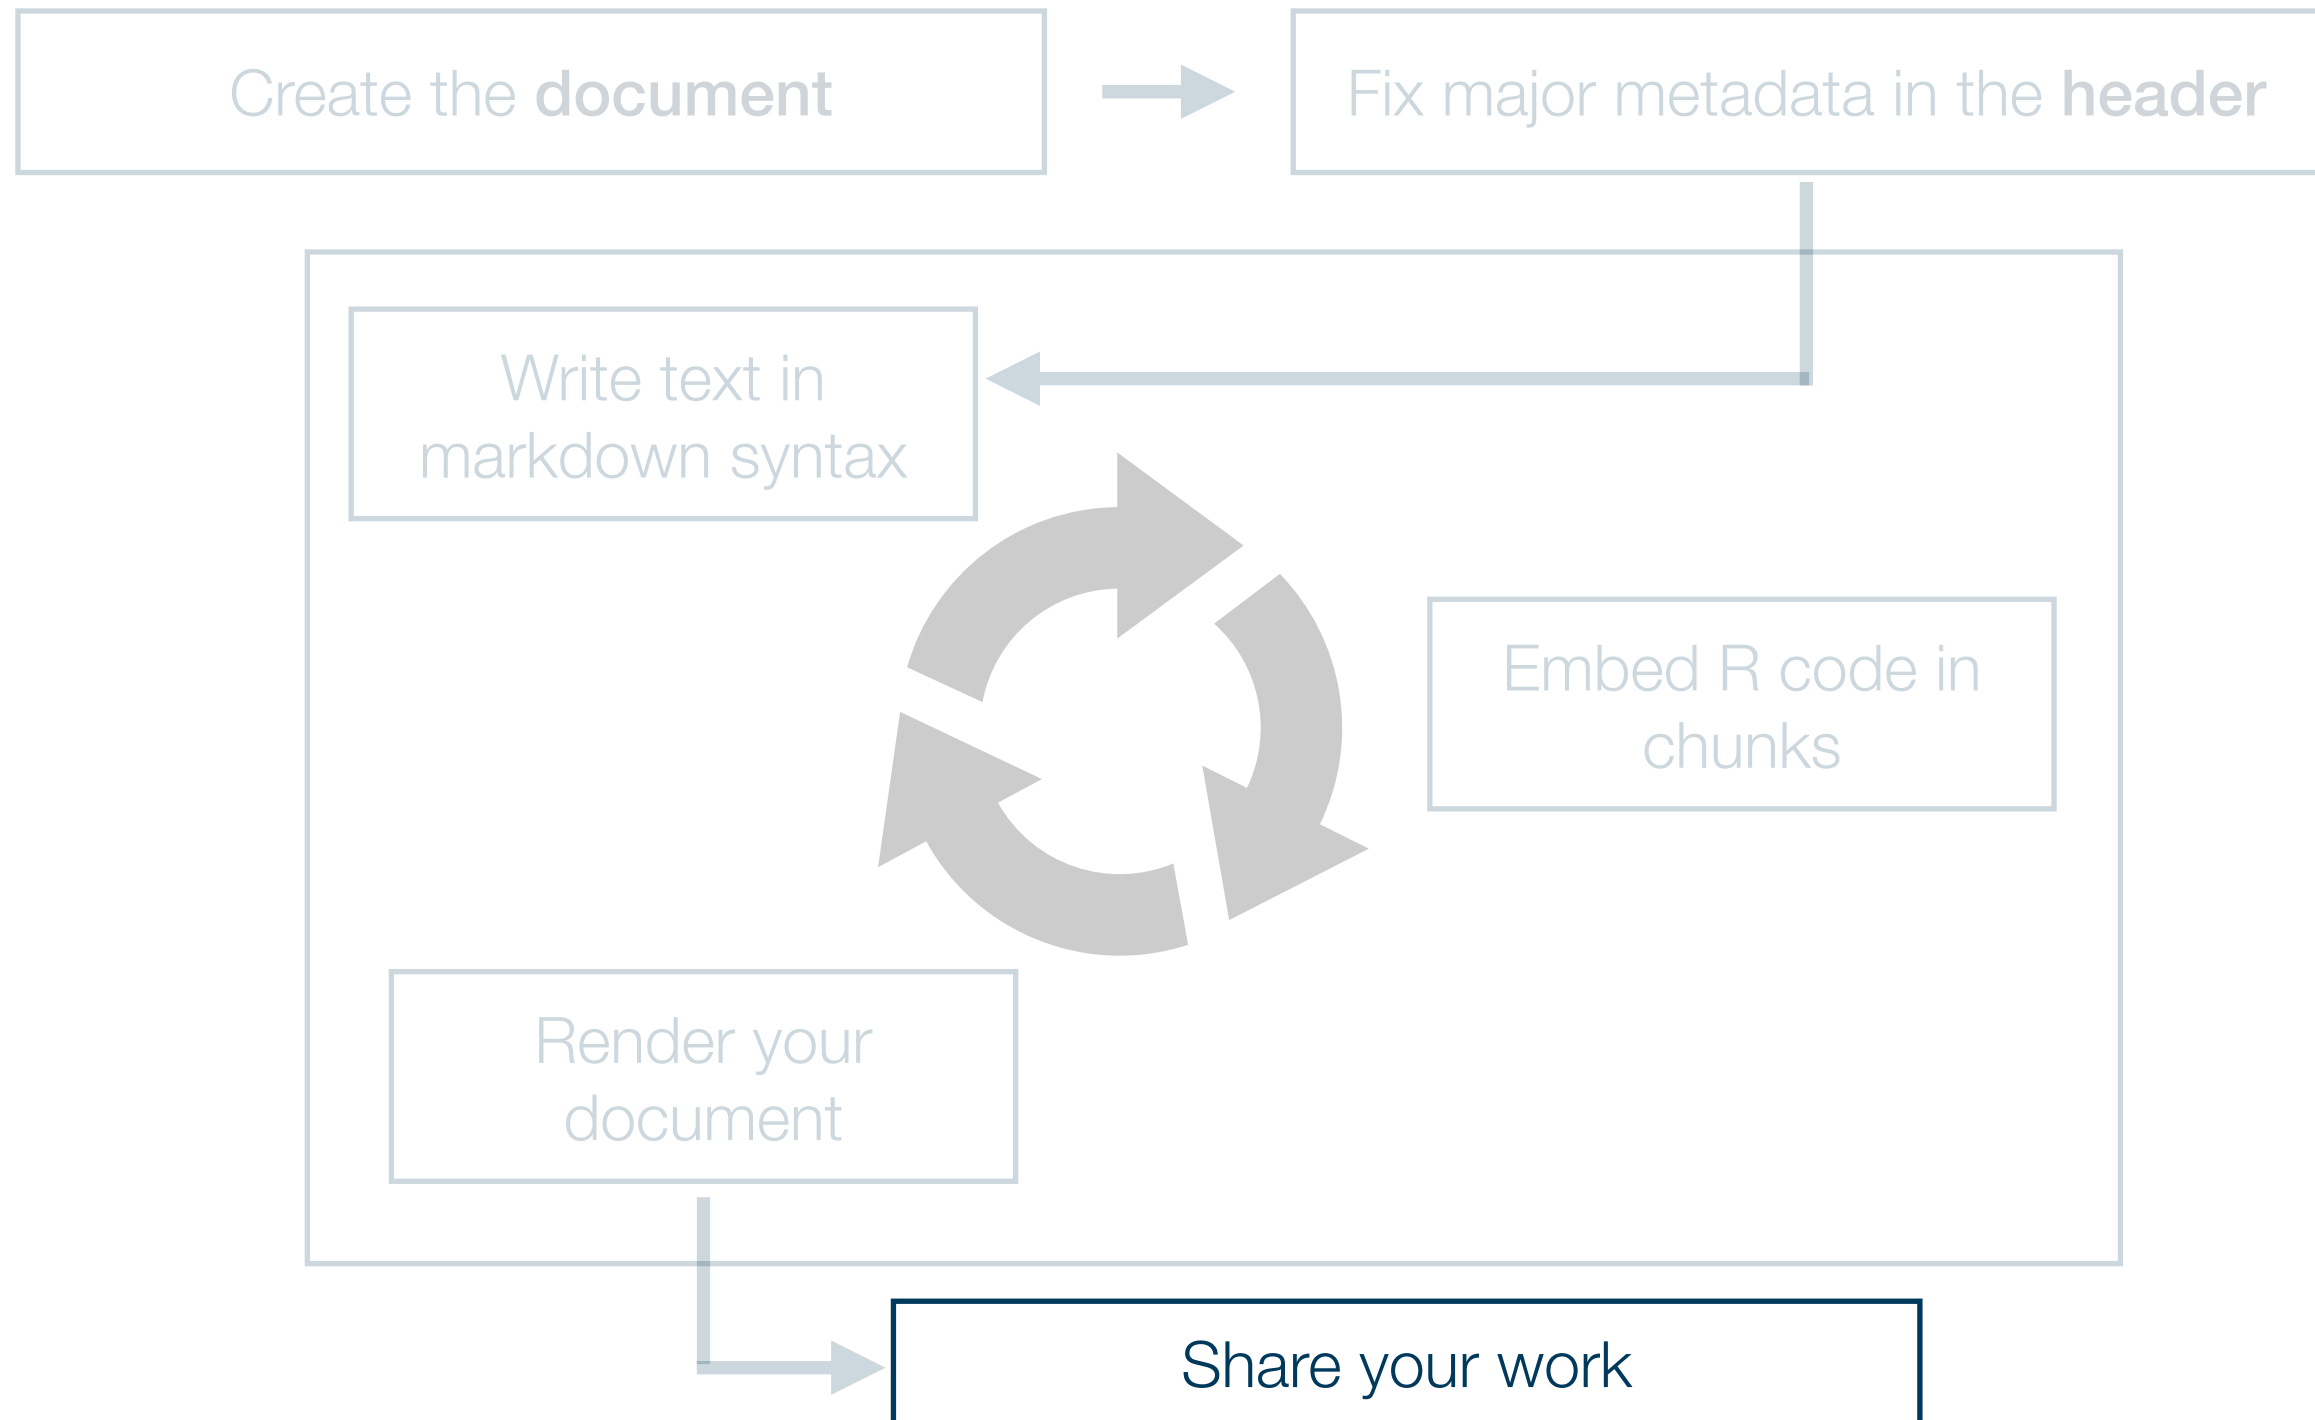 Create the document
Fix major metadata in the header
Write text in
markdown syntax
Embed R code in
chunks
Render your
document
Share your work